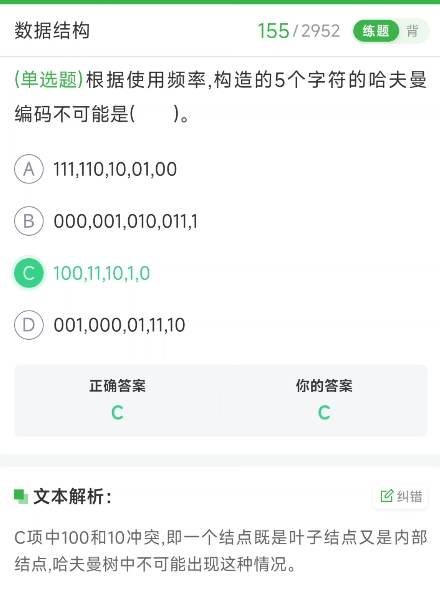 数据结构 155/2952 练题 背
(单选题)根据使用频率,构造的5个字符的哈夫曼
编码不可能是(　　)。
A 111,110,10,01,00
B 000,001,010,011,1
C 100,11,10,1,0
D 001,000,01,11,10
正确答案 你的答案
C C
文本解析： 纠错
C项中100和10冲突,即一个结点既是叶子结点又是内部
结点,哈夫曼树中不可能出现这种情况。